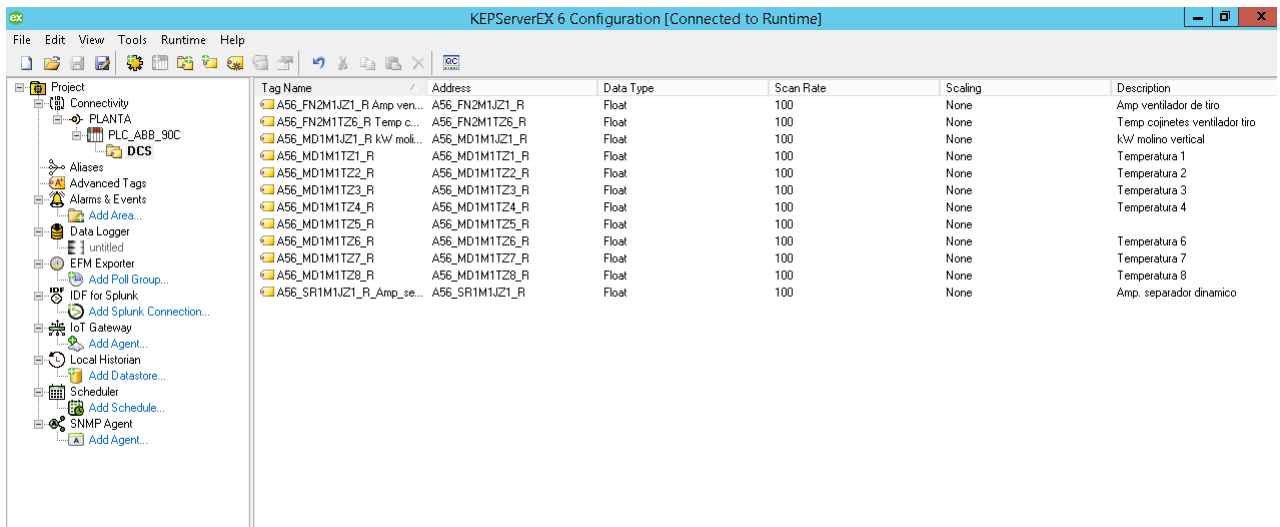 KEPServerEX 6 Configuration [Connected to Runtime]
File Edit View Tools Runtime Help
Project
Connectivity
PLANTA
PLC_ABB_90C
DCS
Aliases
Advanced Tags
Alarms & Events
Add Area...
Data Logger
untitled
EFM Exporter
Add Poll Group...
IDF for Splunk
Add Splunk Connection...
IoT Gateway
Add Agent...
Local Historian
Add Datastore...
Scheduler
Add Schedule...
SNMP Agent
Add Agent...
Tag Name Address Data Type Scan Rate Scaling Description
A56_FN2M1JZ1_R Amp ven... A56_FN2M1JZ1_R Float 100 None Amp ventilador de tiro
A56_FN2M1TZ6_R Temp c... A56_FN2M1TZ6_R Float 100 None Temp cojinetes ventilador tiro
A56_MD1M1JZ1_R kW moli... A56_MD1M1JZ1_R Float 100 None kW molino vertical
A56_MD1M1TZ1_R A56_MD1M1TZ1_R Float 100 None Temperatura 1
A56_MD1M1TZ2_R A56_MD1M1TZ2_R Float 100 None Temperatura 2
A56_MD1M1TZ3_R A56_MD1M1TZ3_R Float 100 None Temperatura 3
A56_MD1M1TZ4_R A56_MD1M1TZ4_R Float 100 None Temperatura 4
A56_MD1M1TZ5_R A56_MD1M1TZ5_R Float 100 None
A56_MD1M1TZ6_R A56_MD1M1TZ6_R Float 100 None Temperatura 6
A56_MD1M1TZ7_R A56_MD1M1TZ7_R Float 100 None Temperatura 7
A56_MD1M1TZ8_R A56_MD1M1TZ8_R Float 100 None Temperatura 8
A56_SR1M1JZ1_R_Amp_se... A56_SR1M1JZ1_R Float 100 None Amp. separador dinamico